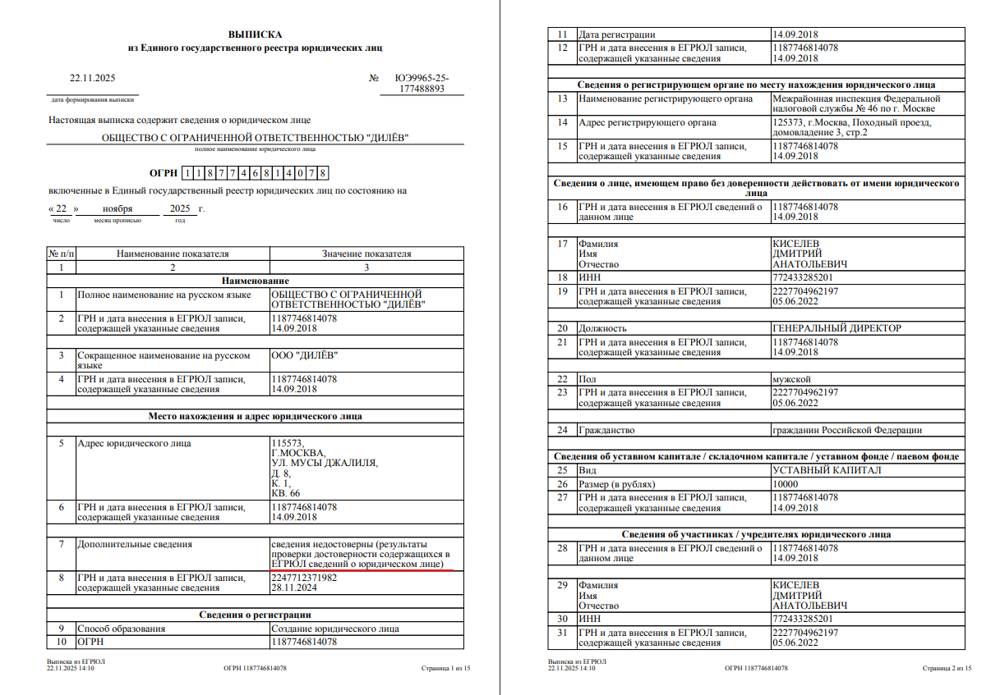 ВЫПИСКА
из Единого государственного реестра юридических лиц
22.11.2025 № ЮЭ9965-25-
177488893
дата формирования выписки
Настоящая выписка содержит сведения о юридическом лице
ОБЩЕСТВО С ОГРАНИЧЕННОЙ ОТВЕТСТВЕННОСТЬЮ "ДИЛЁВ"
полное наименование юридического лица
ОГРН 1187746814078
включенные в Единый государственный реестр юридических лиц по состоянию на
« 22 » ноября 2025 г.
число месяц прописью год
№ п/п Наименование показателя Значение показателя
1 2 3
Наименование
1 Полное наименование на русском языке ОБЩЕСТВО С ОГРАНИЧЕННОЙ
ОТВЕТСТВЕННОСТЬЮ "ДИЛЁВ"
2 ГРН и дата внесения в ЕГРЮЛ записи, 1187746814078
содержащей указанные сведения 14.09.2018
3 Сокращенное наименование на русском ООО "ДИЛЁВ"
языке
4 ГРН и дата внесения в ЕГРЮЛ записи, 1187746814078
содержащей указанные сведения 14.09.2018
Место нахождения и адрес юридического лица
5 Адрес юридического лица 115573,
Г.МОСКВА,
УЛ. МУСЫ ДЖАЛИЛЯ,
Д. 8,
К. 1,
КВ. 66
6 ГРН и дата внесения в ЕГРЮЛ записи, 1187746814078
содержащей указанные сведения 14.09.2018
7 Дополнительные сведения сведения недостоверны (результаты
проверки достоверности содержащихся в
ЕГРЮЛ сведений о юридическом лице)
8 ГРН и дата внесения в ЕГРЮЛ записи, 2247712371982
содержащей указанные сведения 28.11.2024
Сведения о регистрации
9 Способ образования Создание юридического лица
10 ОГРН 1187746814078
Выписка из ЕГРЮЛ
22.11.2025 14:10 ОГРН 1187746814078 Страница 1 из 15
11 Дата регистрации 14.09.2018
12 ГРН и дата внесения в ЕГРЮЛ записи, 1187746814078
содержащей указанные сведения 14.09.2018
Сведения о регистрирующем органе по месту нахождения юридического лица
13 Наименование регистрирующего органа Межрайонная инспекция Федеральной
налоговой службы № 46 по г. Москве
14 Адрес регистрирующего органа 125373, г.Москва, Походный проезд,
домовладение 3, стр.2
15 ГРН и дата внесения в ЕГРЮЛ записи, 1187746814078
содержащей указанные сведения 14.09.2018
Сведения о лице, имеющем право без доверенности действовать от имени юридического
лица
16 ГРН и дата внесения в ЕГРЮЛ сведений о 1187746814078
данном лице 14.09.2018
17 Фамилия КИСЕЛЕВ
Имя ДМИТРИЙ
Отчество АНАТОЛЬЕВИЧ
18 ИНН 772433285201
19 ГРН и дата внесения в ЕГРЮЛ записи, 2227704962197
содержащей указанные сведения 05.06.2022
20 Должность ГЕНЕРАЛЬНЫЙ ДИРЕКТОР
21 ГРН и дата внесения в ЕГРЮЛ записи, 1187746814078
содержащей указанные сведения 14.09.2018
22 Пол мужской
23 ГРН и дата внесения в ЕГРЮЛ записи, 2227704962197
содержащей указанные сведения 05.06.2022
24 Гражданство гражданин Российской Федерации
Сведения об уставном капитале / складочном капитале / уставном фонде / паевом фонде
25 Вид УСТАВНЫЙ КАПИТАЛ
26 Размер (в рублях) 10000
27 ГРН и дата внесения в ЕГРЮЛ записи, 1187746814078
содержащей указанные сведения 14.09.2018
Сведения об участниках / учредителях юридического лица
28 ГРН и дата внесения в ЕГРЮЛ сведений о 1187746814078
данном лице 14.09.2018
29 Фамилия КИСЕЛЕВ
Имя ДМИТРИЙ
Отчество АНАТОЛЬЕВИЧ
30 ИНН 772433285201
31 ГРН и дата внесения в ЕГРЮЛ записи, 2227704962197
содержащей указанные сведения 05.06.2022
Выписка из ЕГРЮЛ
22.11.2025 14:10 ОГРН 1187746814078 Страница 2 из 15